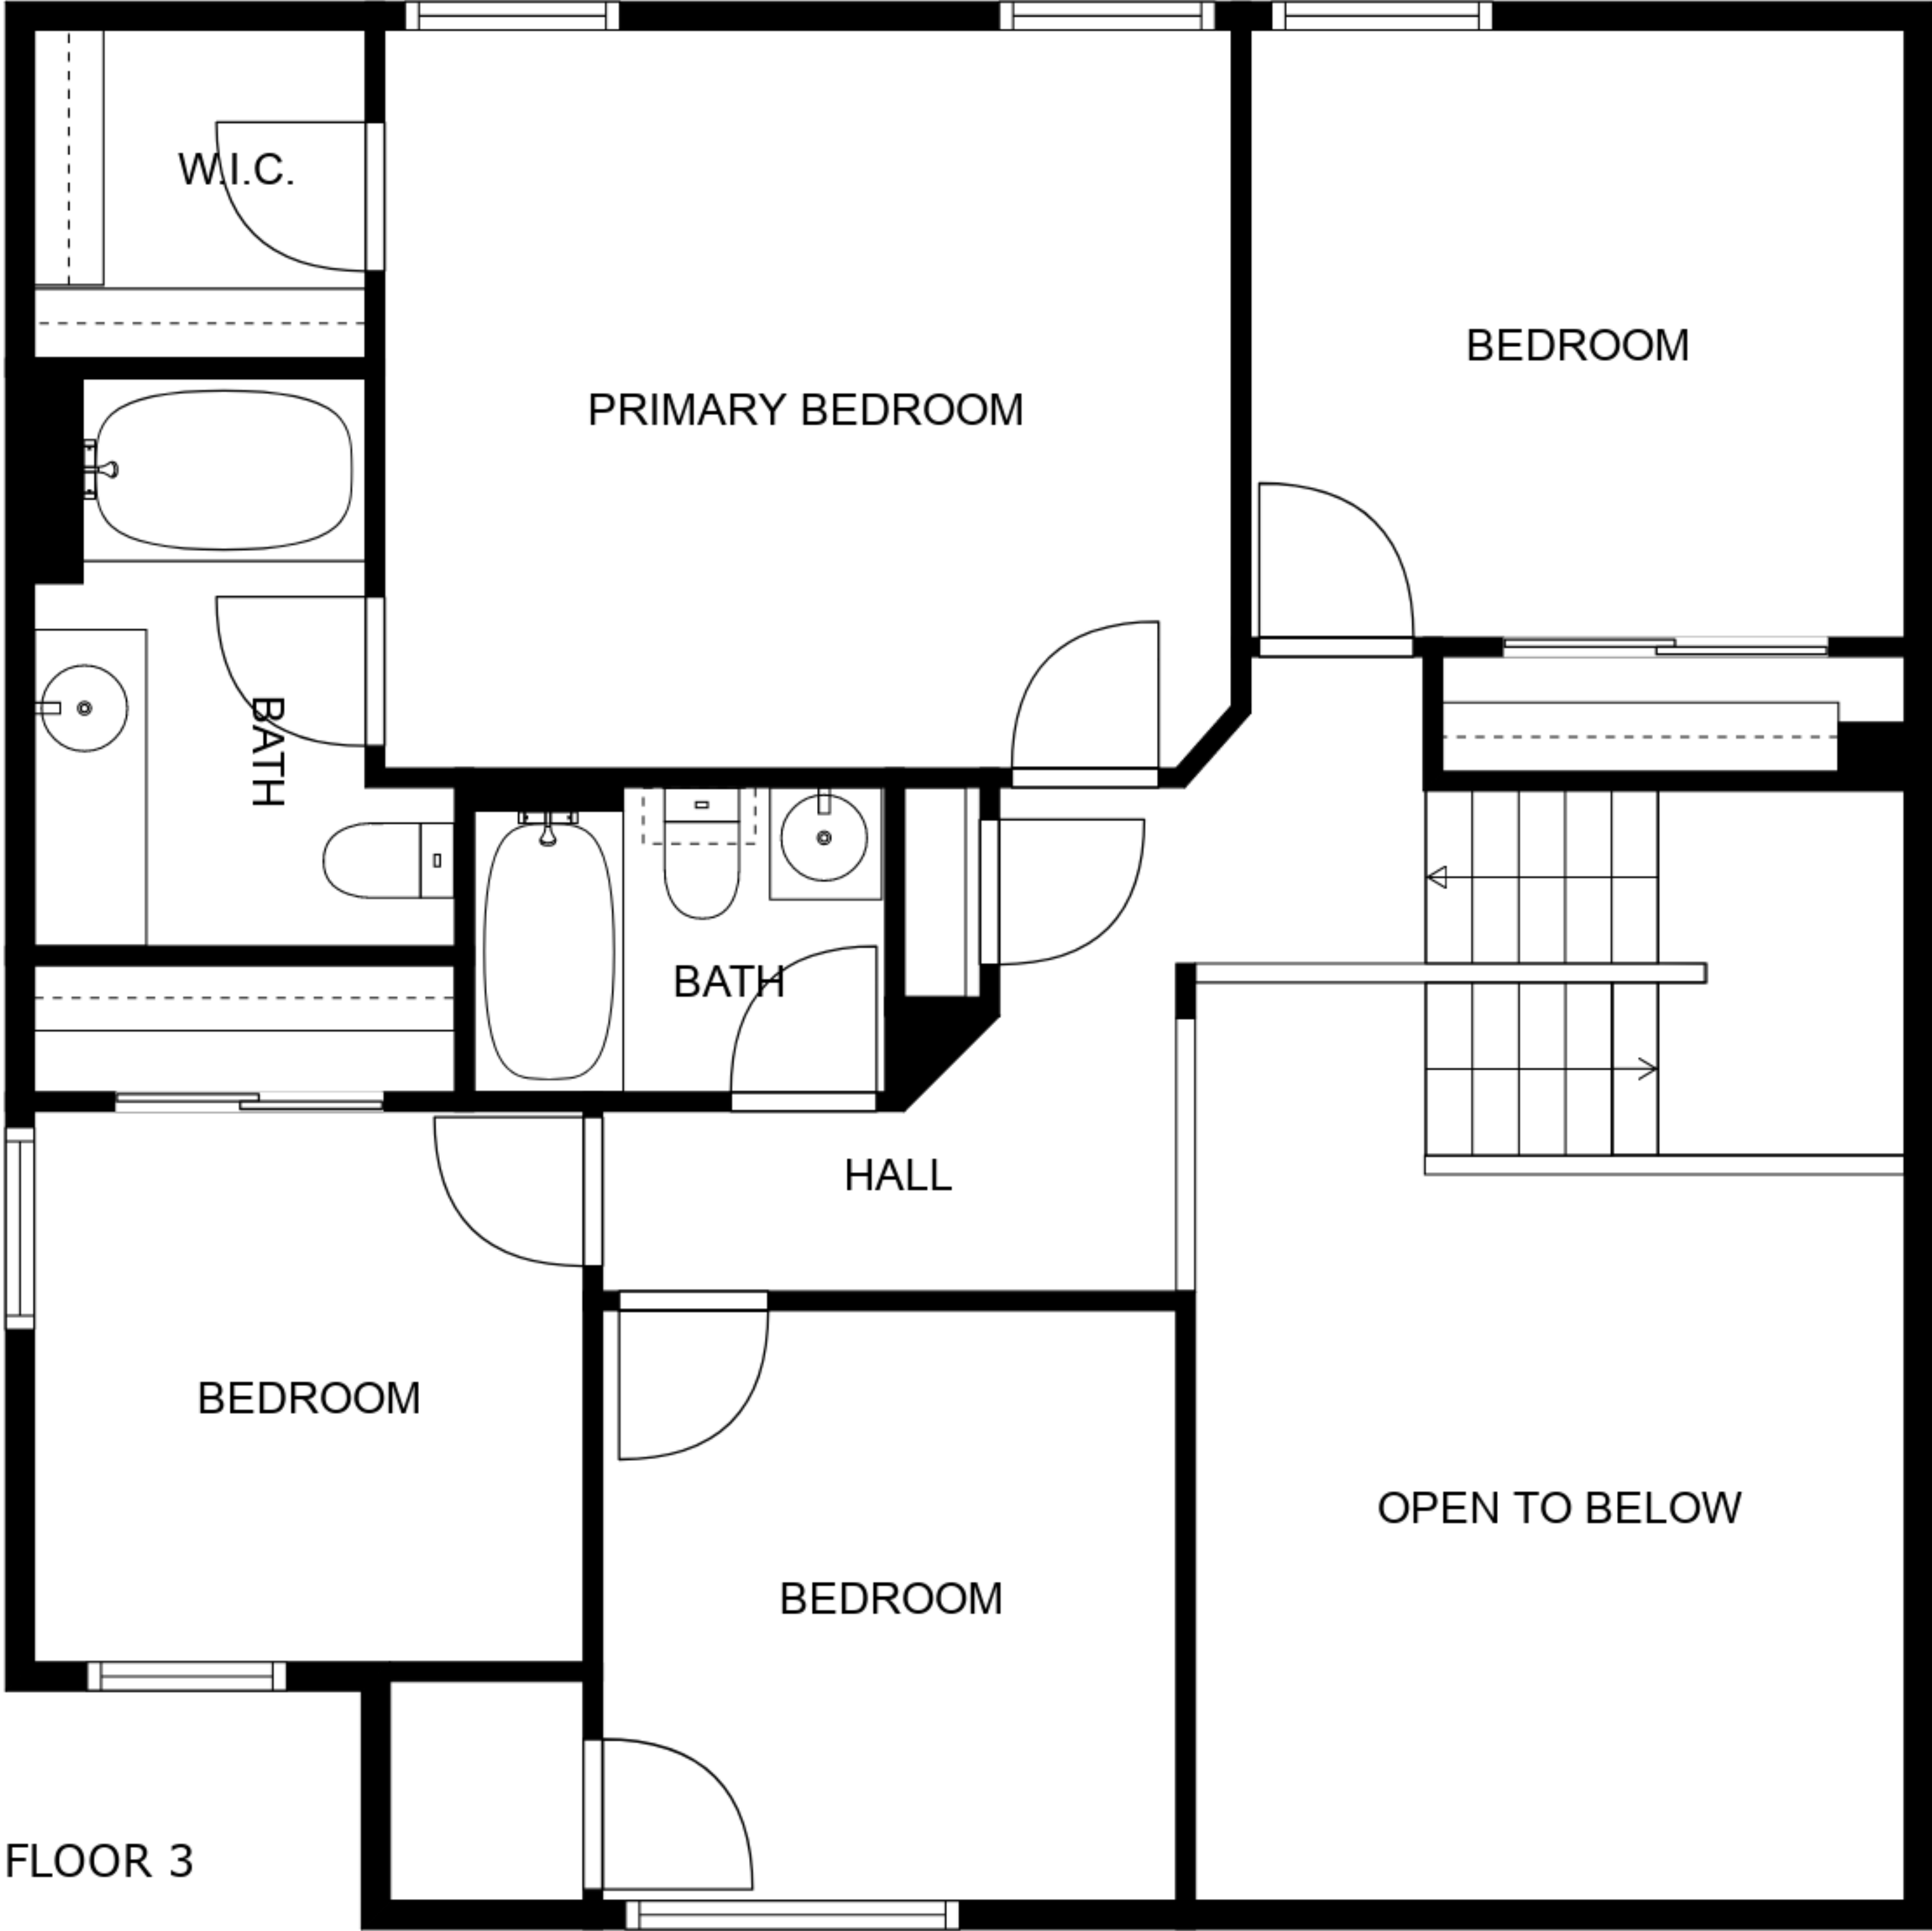 W.I.C.
BEDROOM
PRIMARY BEDROOM
BATH
BATH
HALL
BEDROOM
OPEN TO BELOW
BEDROOM
FLOOR 3